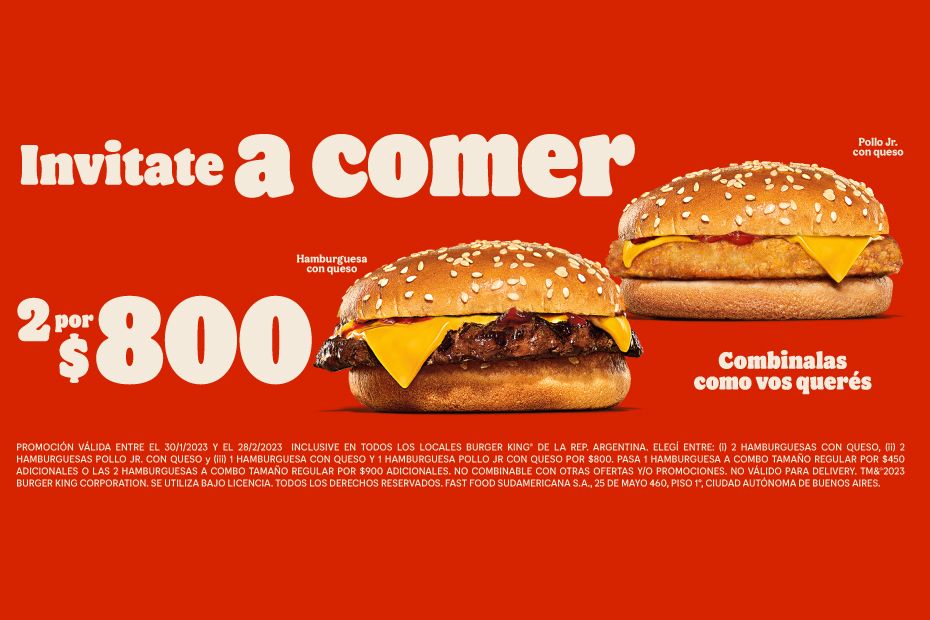 Invitate a comer
Pollo Jr.
con queso
Hamburguesa
con queso
2 por
$800
Combinalas
como vos querés
PROMOCIÓN VÁLIDA ENTRE EL 30/1/2023 Y EL 28/2/2023 INCLUSIVE EN TODOS LOS LOCALES BURGER KING® DE LA REP. ARGENTINA. ELEGÍ ENTRE: (i) 2 HAMBURGUESAS CON QUESO, (ii) 2
HAMBURGUESAS POLLO JR. CON QUESO y (iii) 1 HAMBURGUESA CON QUESO Y 1 HAMBURGUESA POLLO JR CON QUESO POR $800. PASA 1 HAMBURGUESA A COMBO TAMAÑO REGULAR POR $450
ADICIONALES O LAS 2 HAMBURGUESAS A COMBO TAMAÑO REGULAR POR $900 ADICIONALES. NO COMBINABLE CON OTRAS OFERTAS Y/O PROMOCIONES. NO VÁLIDO PARA DELIVERY. TM&©2023
BURGER KING CORPORATION. SE UTILIZA BAJO LICENCIA. TODOS LOS DERECHOS RESERVADOS. FAST FOOD SUDAMERICANA S.A., 25 DE MAYO 460, PISO 1°, CIUDAD AUTÓNOMA DE BUENOS AIRES.